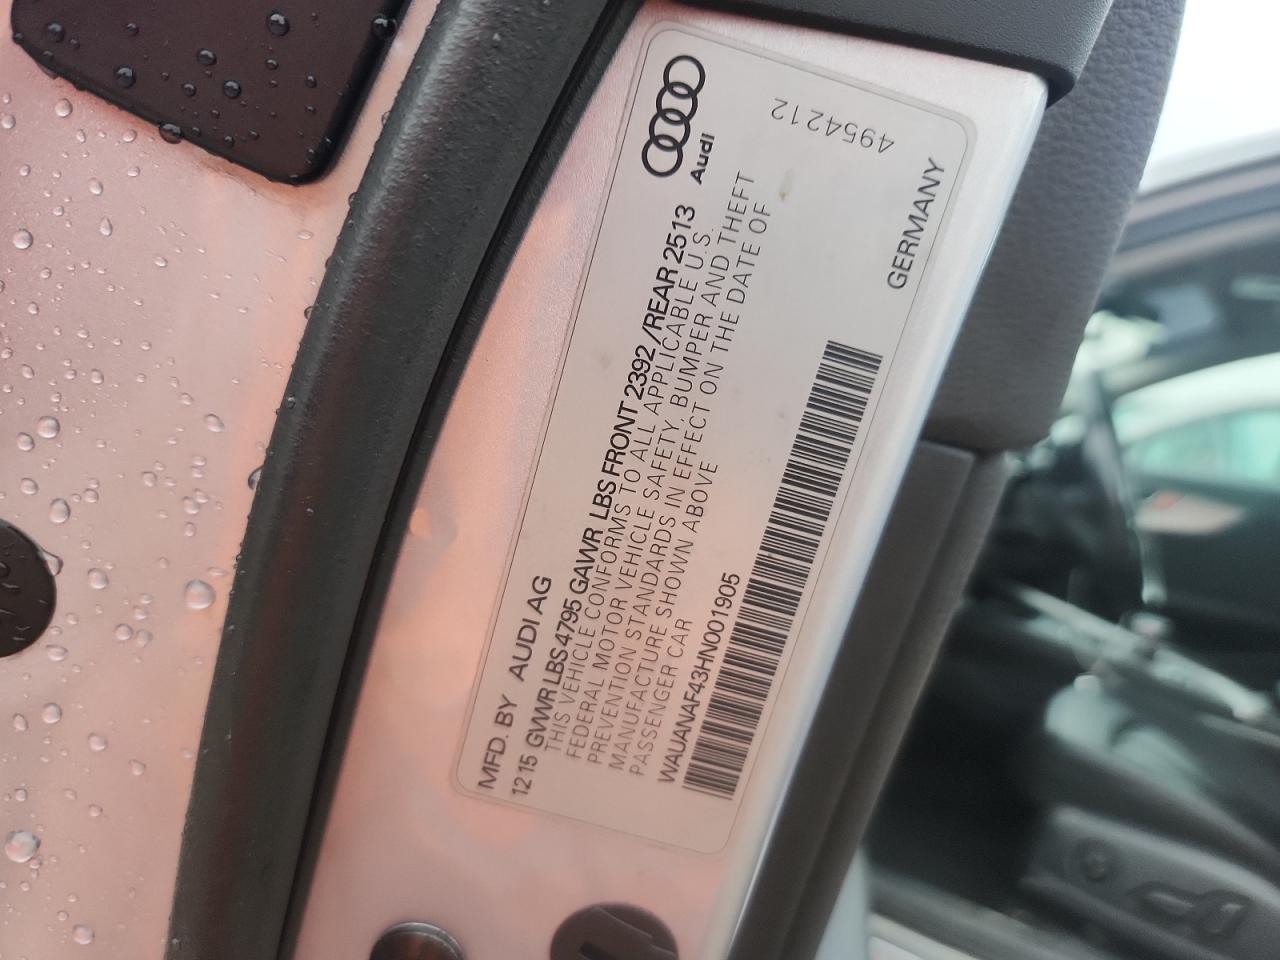 Audi
MFD. BY AUDI AG
12 15 GVWR LBS 4795 GAWR LBS FRONT 2392 /REAR 2513
THIS VEHICLE CONFORMS TO ALL APPLICABLE U.S.
FEDERAL MOTOR VEHICLE SAFETY, BUMPER AND THEFT
PREVENTION STANDARDS IN EFFECT ON THE DATE OF
MANUFACTURE SHOWN ABOVE
PASSENGER CAR
WAUANAF43HN001905
GERMANY
4954212